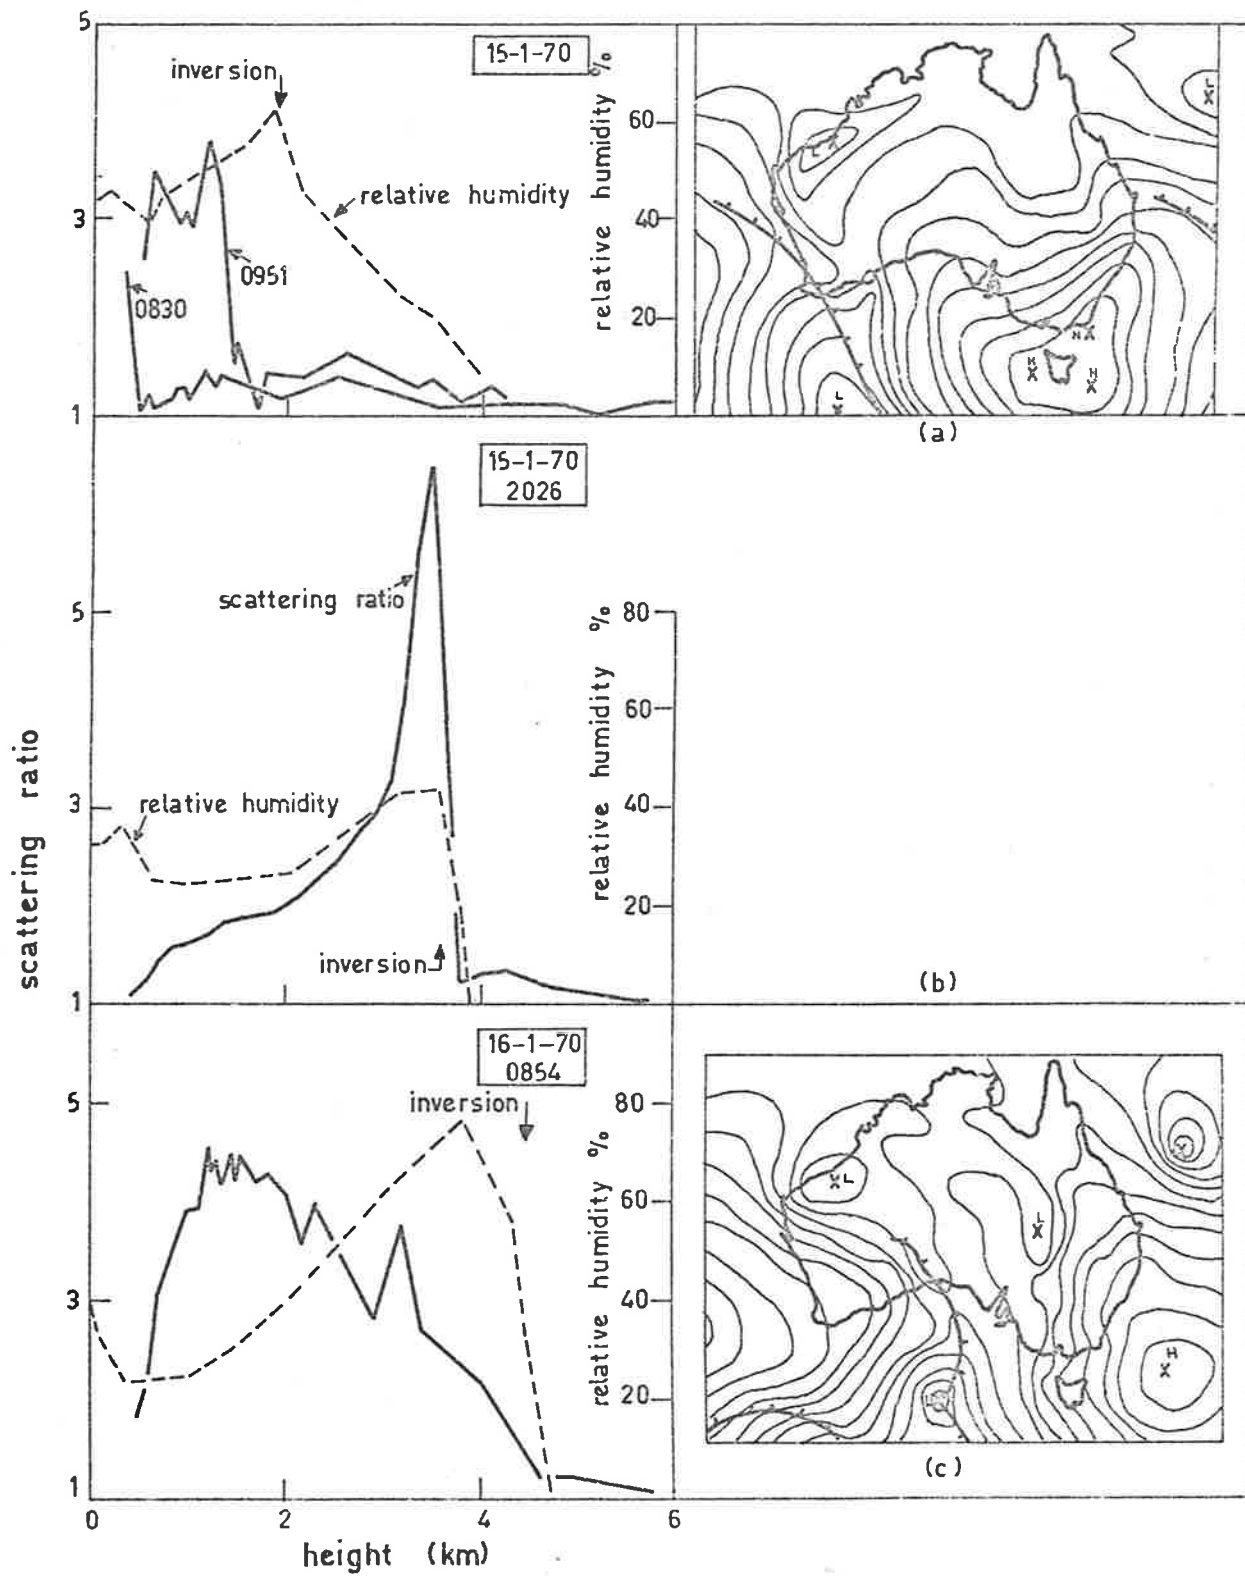 5
15-1-70
inversion
relative humidity %
60
L
L
3
relative humidity
40
0951
0830
20
H
H
H
L
1
(a)
15-1-70
2026
scattering ratio
5
relative humidity %
80
60
scattering ratio
3
relative humidity
40
20
inversion
(b)
1
16-1-70
0854
inversion
5
relative humidity %
80
60
L
L
3
40
H
20
(c)
1
0
2
4
6
height (km)